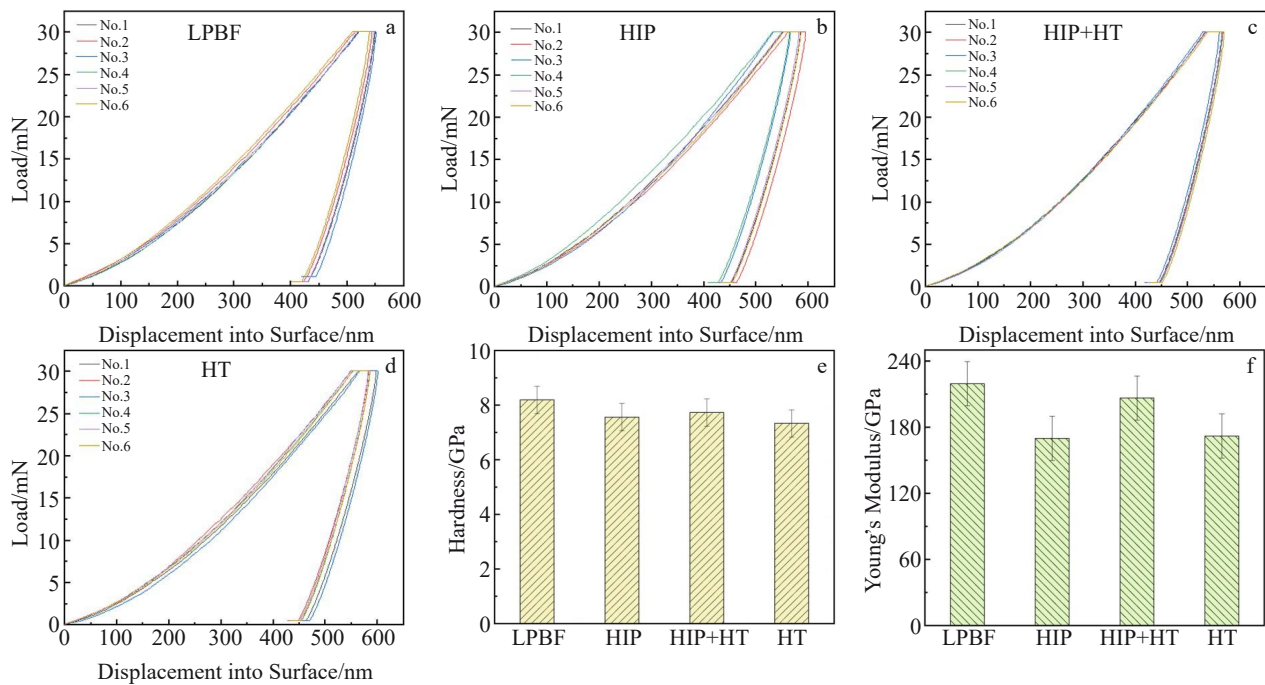 LPBF
a
No.1
No.2
No.3
No.4
No.5
No.6
30
25
20
15
10
5
0
Load/mN
0 100 200 300 400 500 600
Displacement into Surface/nm
HIP
b
No.1
No.2
No.3
No.4
No.5
No.6
30
25
20
15
10
5
0
Load/mN
0 100 200 300 400 500 600
Displacement into Surface/nm
HIP+HT
c
No.1
No.2
No.3
No.4
No.5
No.6
30
25
20
15
10
5
0
Load/mN
0 100 200 300 400 500 600
Displacement into Surface/nm
HT
d
No.1
No.2
No.3
No.4
No.5
No.6
30
25
20
15
10
5
0
Load/mN
0 100 200 300 400 500 600
Displacement into Surface/nm
e
10
8
6
4
2
0
Hardness/GPa
LPBF HIP HIP+HT HT
f
240
180
120
60
0
Young's Modulus/GPa
LPBF HIP HIP+HT HT